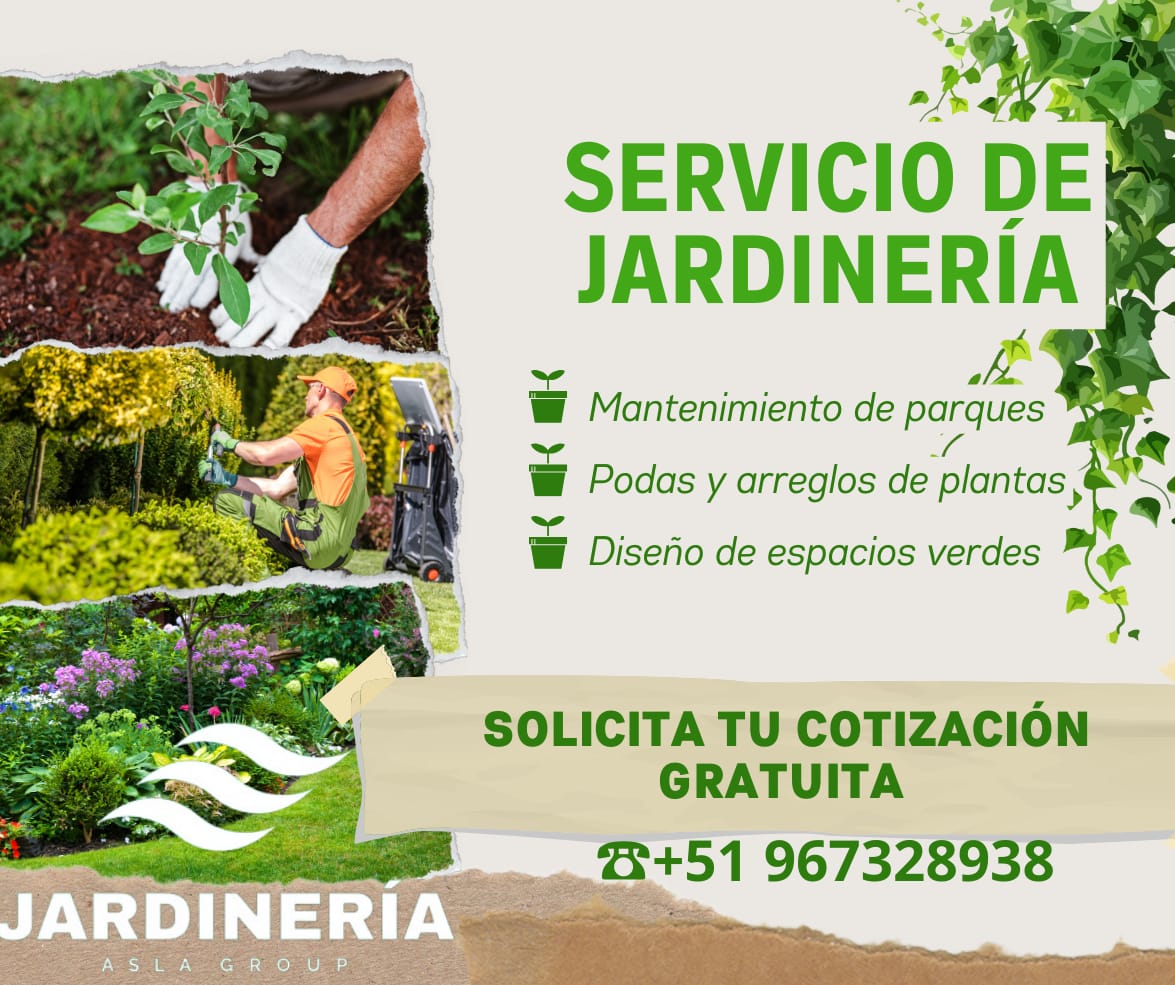 SERVICIO DE
JARDINERÍA
Mantenimiento de parques
Podas y arreglos de plantas
Diseño de espacios verdes
SOLICITA TU COTIZACIÓN
GRATUITA
☎+51 967328938
JARDINERÍA
ASLA GROUP